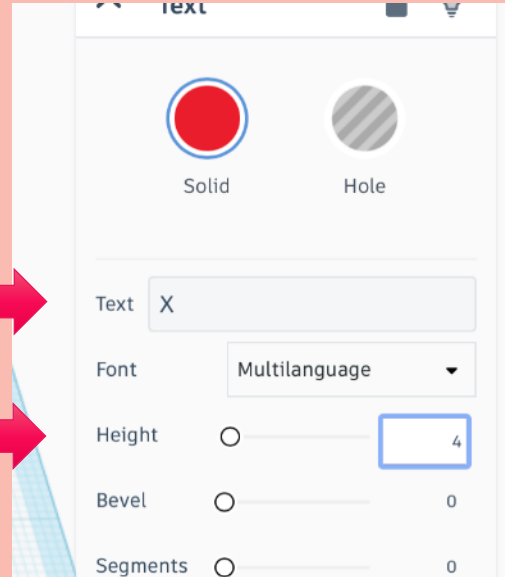 Text
Solid Hole
Text X
Font Multilanguage
Height 4
Bevel 0
Segments 0